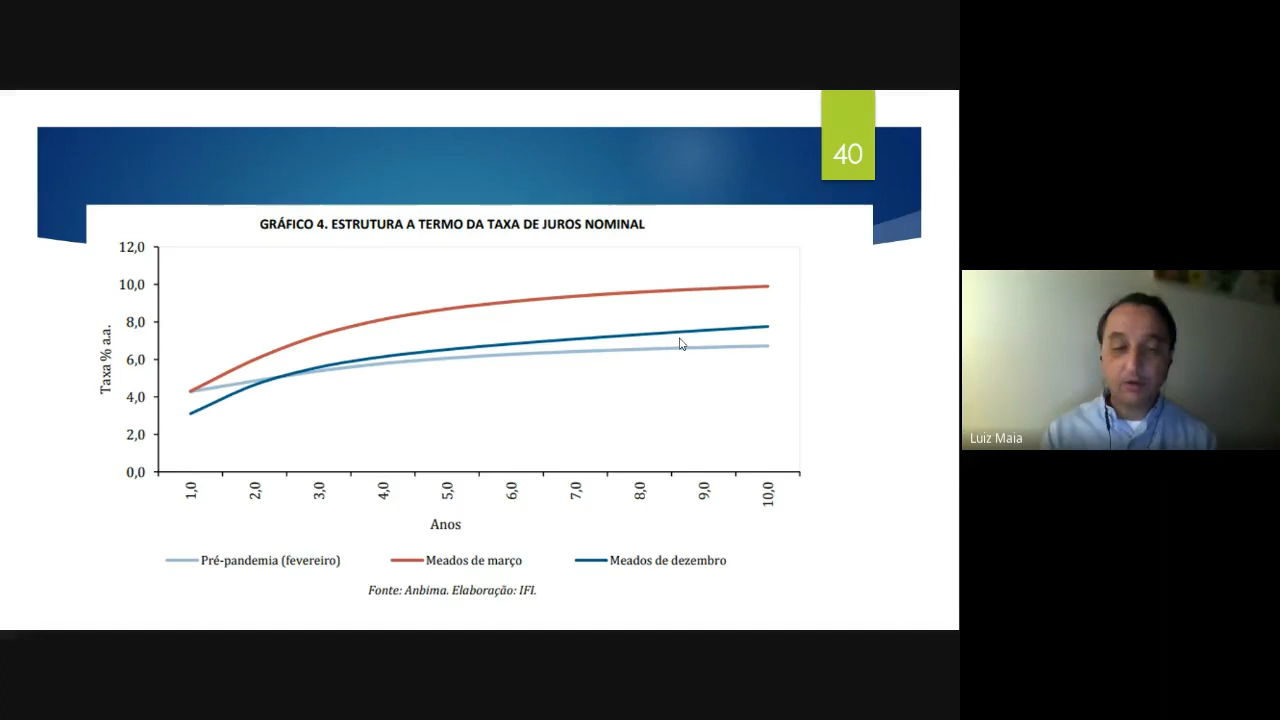 40
GRÁFICO 4. ESTRUTURA A TERMO DA TAXA DE JUROS NOMINAL
Taxa % a.a.
12,0
10,0
8,0
6,0
4,0
2,0
0,0
1,0 2,0 3,0 4,0 5,0 6,0 7,0 8,0 9,0 10,0
Anos
Pré-pandemia (fevereiro) Meados de março Meados de dezembro
Fonte: Anbima. Elaboração: IFI.
Luiz Maia